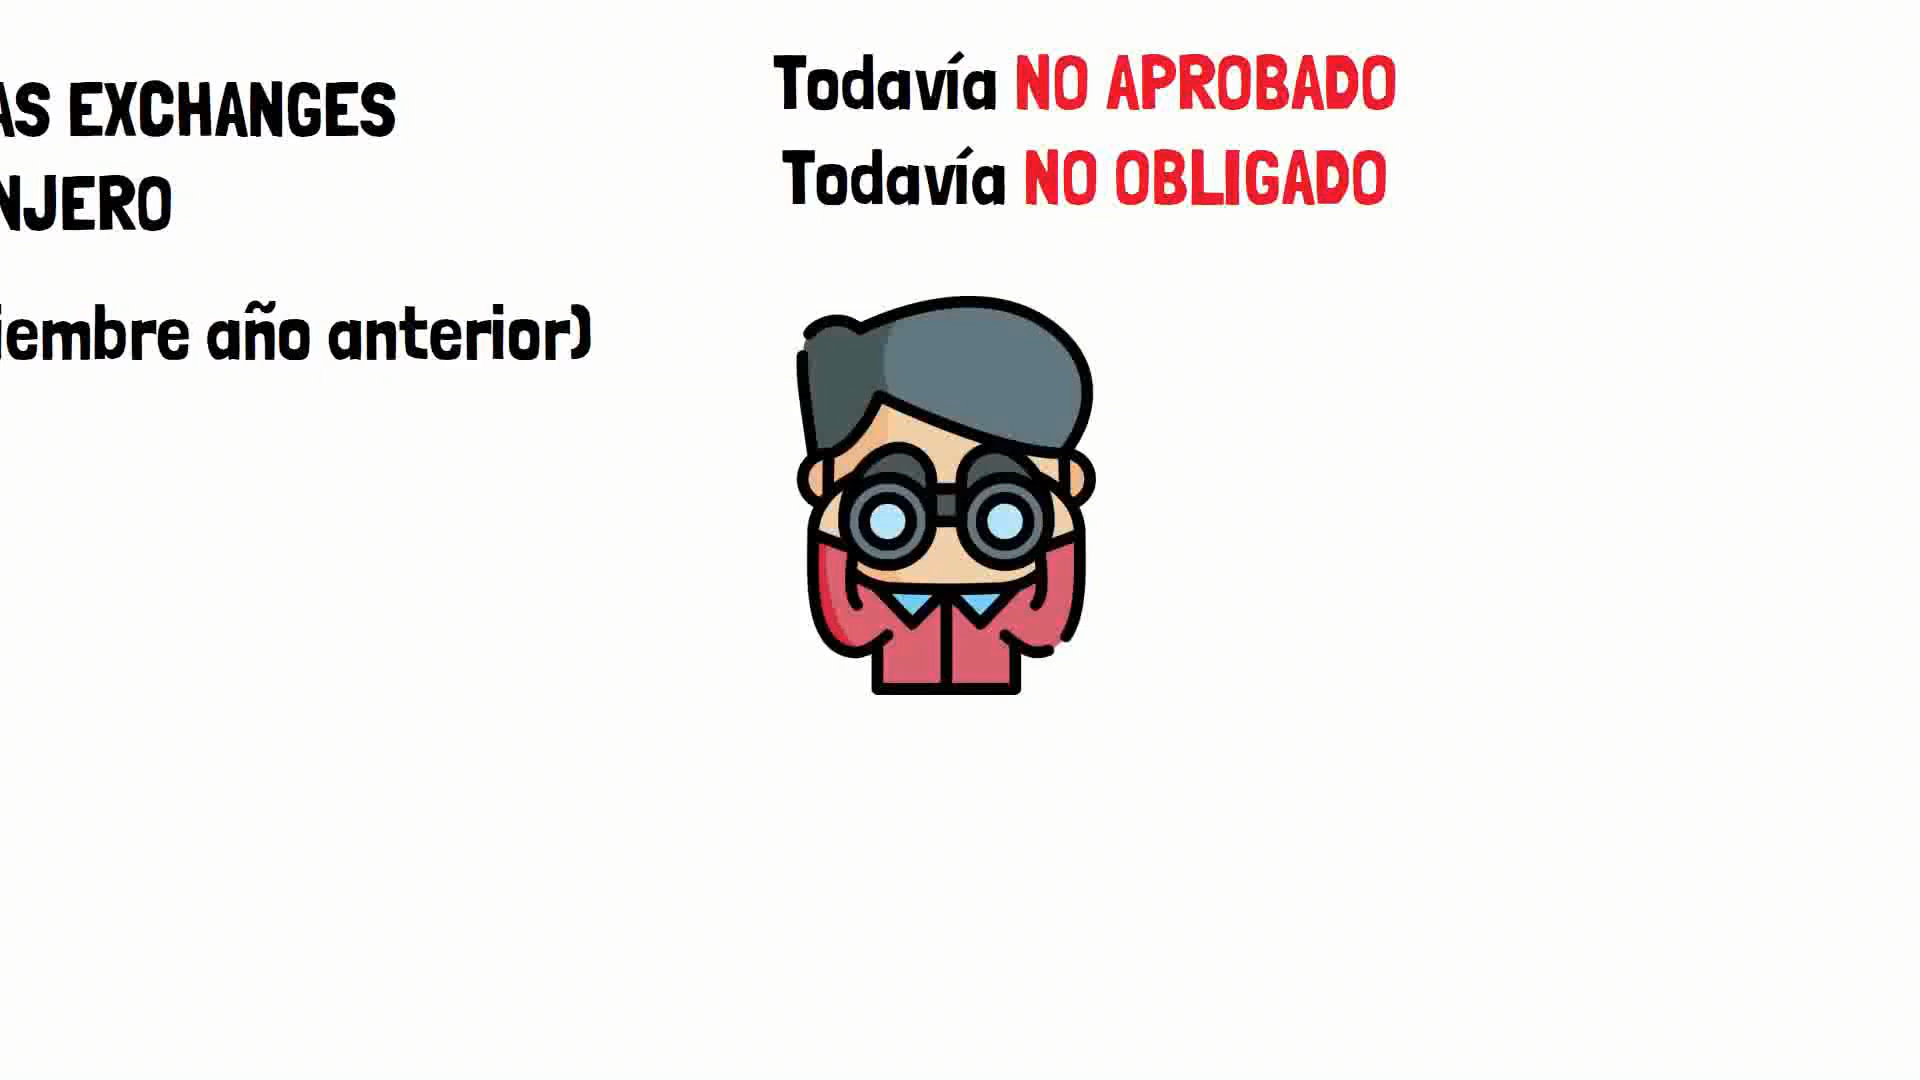 AS EXCHANGES
NJERO
iembre año anterior)
Todavía NO APROBADO
Todavía NO OBLIGADO